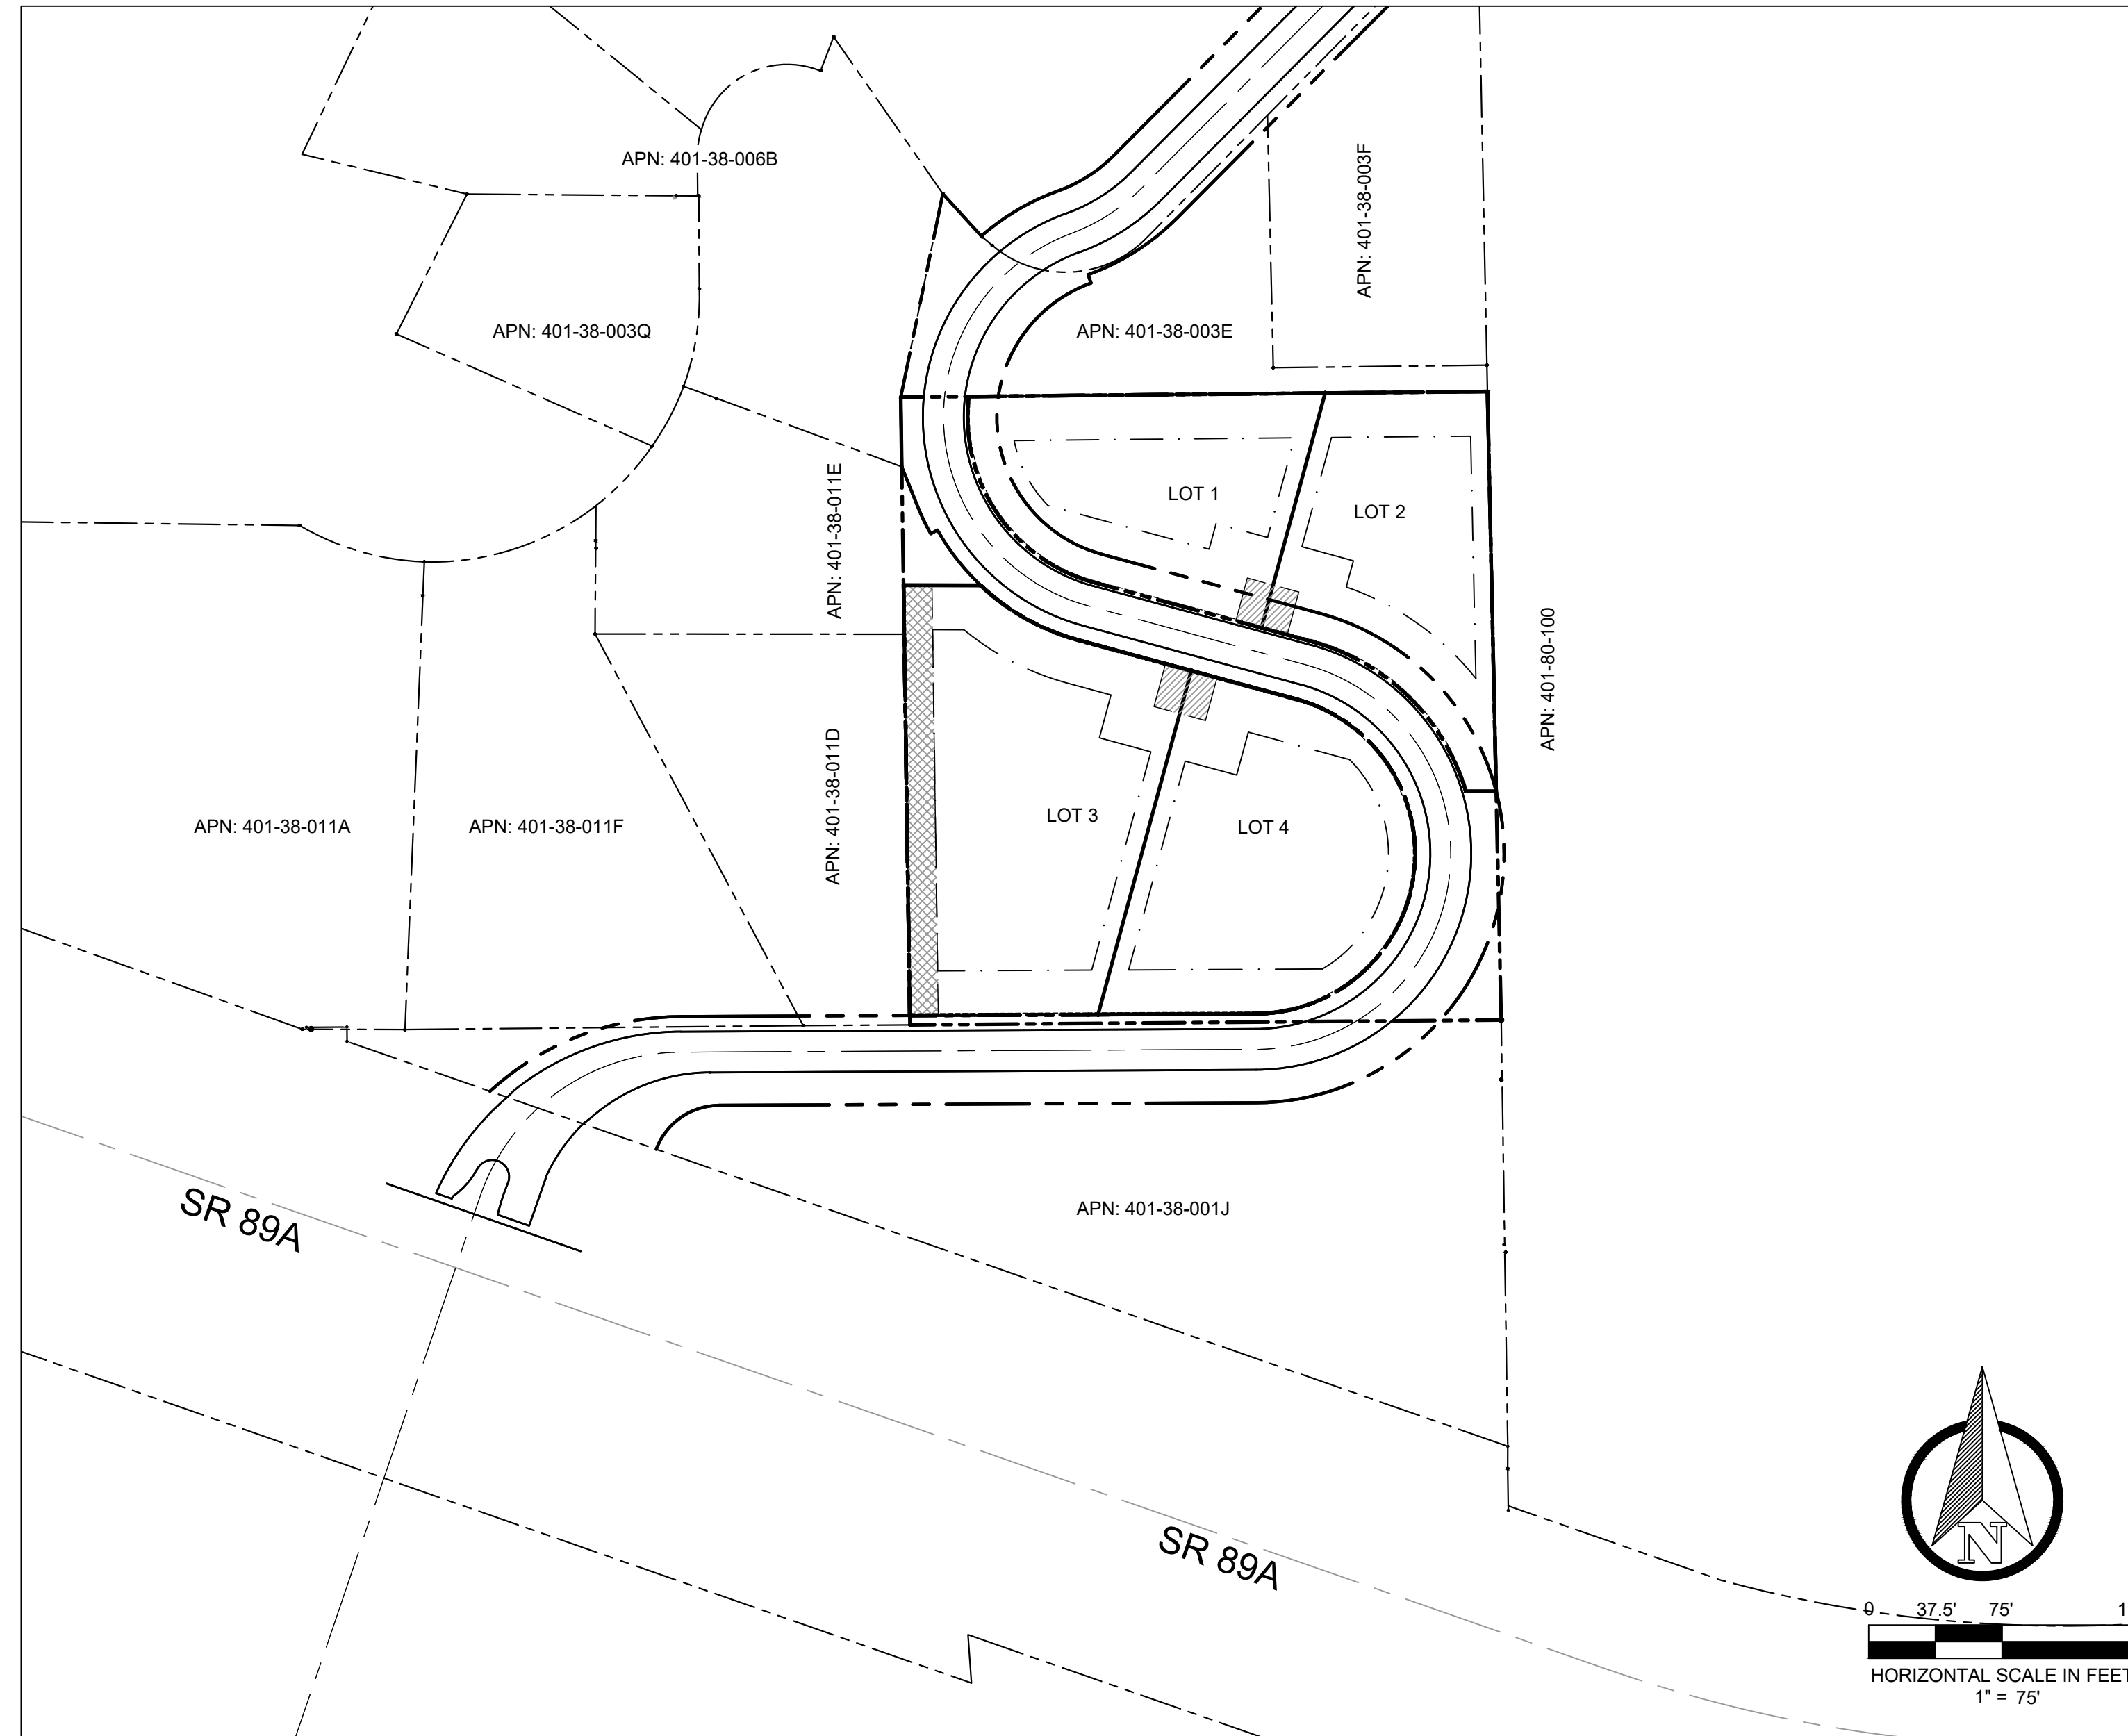 APN: 401-38-006B
APN: 401-38-003F
APN: 401-38-003Q
APN: 401-38-003E
LOT 1
LOT 2
APN: 401-38-011E
APN: 401-80-100
APN: 401-38-011D
LOT 3
LOT 4
APN: 401-38-011A
APN: 401-38-011F
APN: 401-38-001J
SR 89A
SR 89A
N
0 37.5' 75' 1
HORIZONTAL SCALE IN FEET
1" = 75'